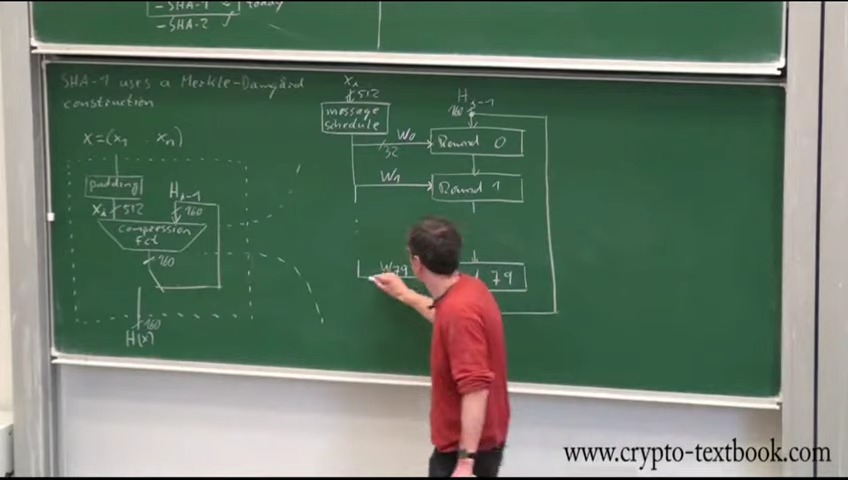 - SHA-1
- SHA-2
today
SHA-1 uses a Merkle-Damgård
construction
X = (x1 ... xn)
padding
xi 512
Hi-1
160
compression
fct
160
160
H(x)
xi
512
message
schedule
W0
32
W1
W79
Hi-1
160
Round 0
Round 1
79
www.crypto-textbook.com